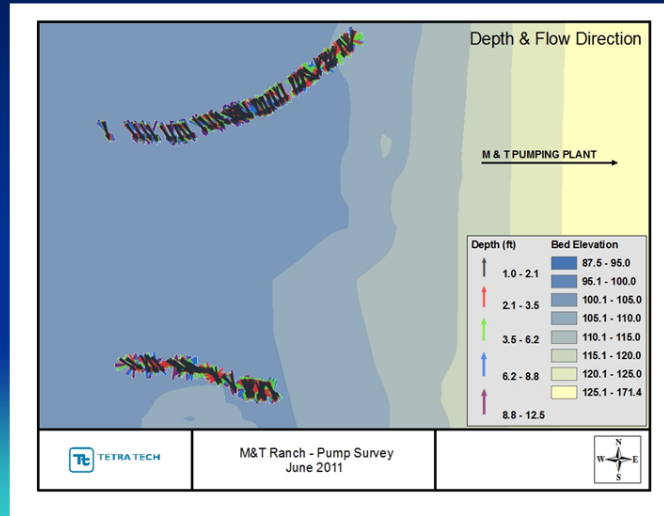 Depth & Flow Direction
M & T PUMPING PLANT
Depth (ft)
1.0 - 2.1
2.1 - 3.5
3.5 - 6.2
6.2 - 8.8
8.8 - 12.5
Bed Elevation
87.5 - 95.0
95.1 - 100.0
100.1 - 105.0
105.1 - 110.0
110.1 - 115.0
115.1 - 120.0
120.1 - 125.0
125.1 - 171.4
Tt TETRA TECH
M&T Ranch - Pump Survey
June 2011
N
W E
S